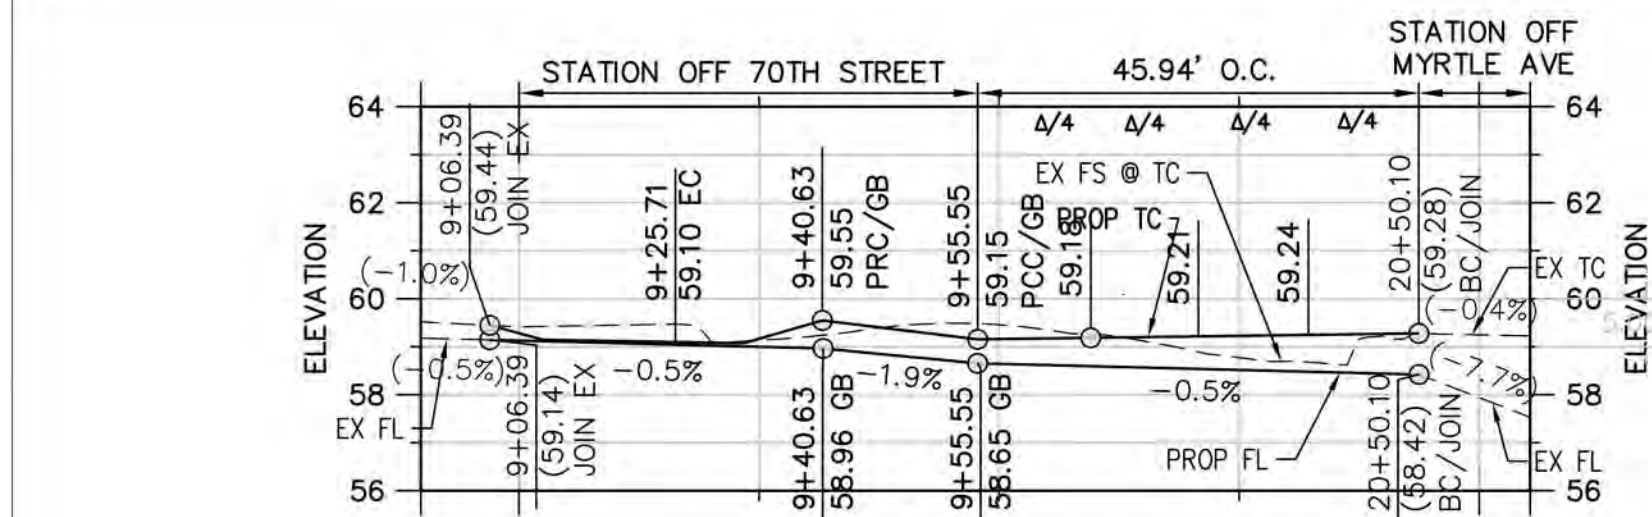 STATION OFF 70TH STREET
45.94' O.C.
STATION OFF
MYRTLE AVE
64
62
60
58
56
ELEVATION
9+06.39
(59.44)
JOIN EX
(-1.0%)
9+25.71
59.10 EC
9+40.63
59.55
PRC/GB
9+55.55
59.15
PCC/GB
Δ/4
Δ/4
Δ/4
Δ/4
EX FS @ TC
PROP TC
59.18
59.21
59.24
20+50.10
(59.28)
BC/JOIN
(-0.4%)
EX TC
64
62
60
58
56
ELEVATION
(-0.5%)
EX FL
9+06.39
(59.14)
JOIN EX
-0.5%
9+40.63
58.96 GB
-1.9%
9+55.55
58.65 GB
-0.5%
PROP FL
20+50.10
(58.42)
BC/JOIN
(-7.7%)
EX FL